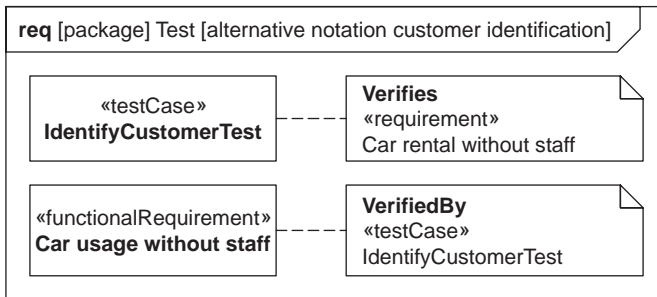 req [package] Test [alternative notation customer identification]
«testCase»
IdentifyCustomerTest
Verifies
«requirement»
Car rental without staff
«functionalRequirement»
Car usage without staff
VerifiedBy
«testCase»
IdentifyCustomerTest